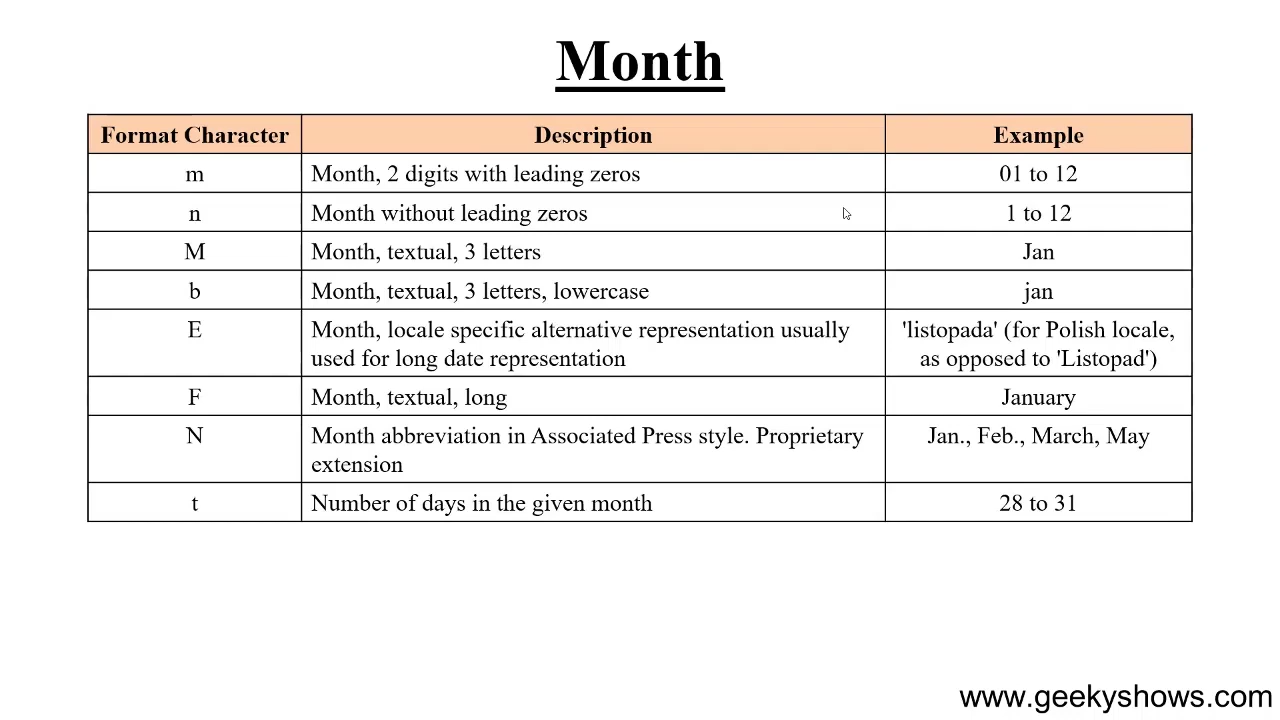 Month
Format Character Description Example
m Month, 2 digits with leading zeros 01 to 12
n Month without leading zeros 1 to 12
M Month, textual, 3 letters Jan
b Month, textual, 3 letters, lowercase jan
E Month, locale specific alternative representation usually 'listopada' (for Polish locale,
used for long date representation as opposed to 'Listopad')
F Month, textual, long January
N Month abbreviation in Associated Press style. Proprietary Jan., Feb., March, May
extension
t Number of days in the given month 28 to 31
www.geekyshows.com